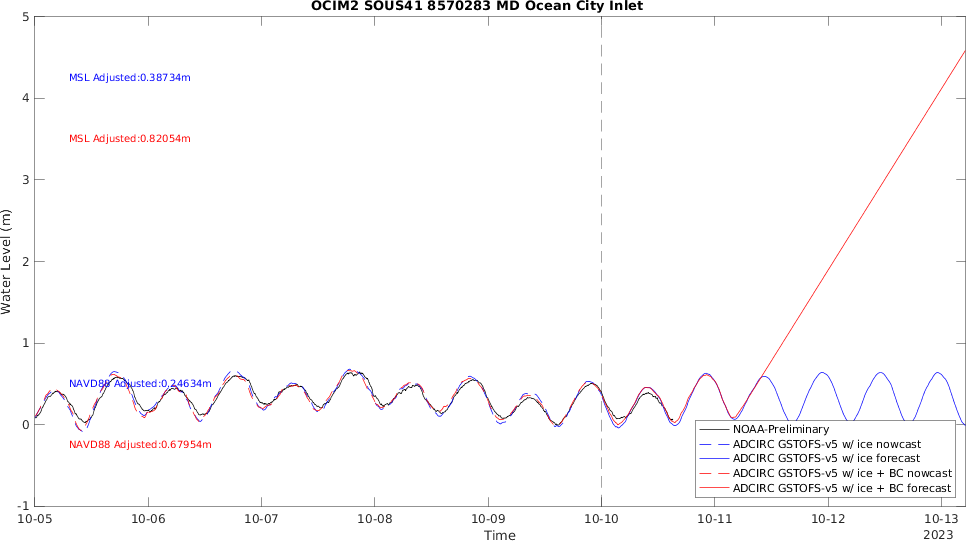 OCIM2 SOUS41 8570283 MD Ocean City Inlet
5
MSL Adjusted:0.38734m
4
MSL Adjusted:0.82054m
3
Water Level (m)
2
1
NAVD88 Adjusted:0.24634m
0
NAVD88 Adjusted:0.67954m
NOAA-Preliminary
ADCIRC GSTOFS-v5 w/ ice nowcast
ADCIRC GSTOFS-v5 w/ ice forecast
ADCIRC GSTOFS-v5 w/ ice + BC nowcast
ADCIRC GSTOFS-v5 w/ ice + BC forecast
-1
10-05 10-06 10-07 10-08 10-09 10-10 10-11 10-12 10-13
Time 2023